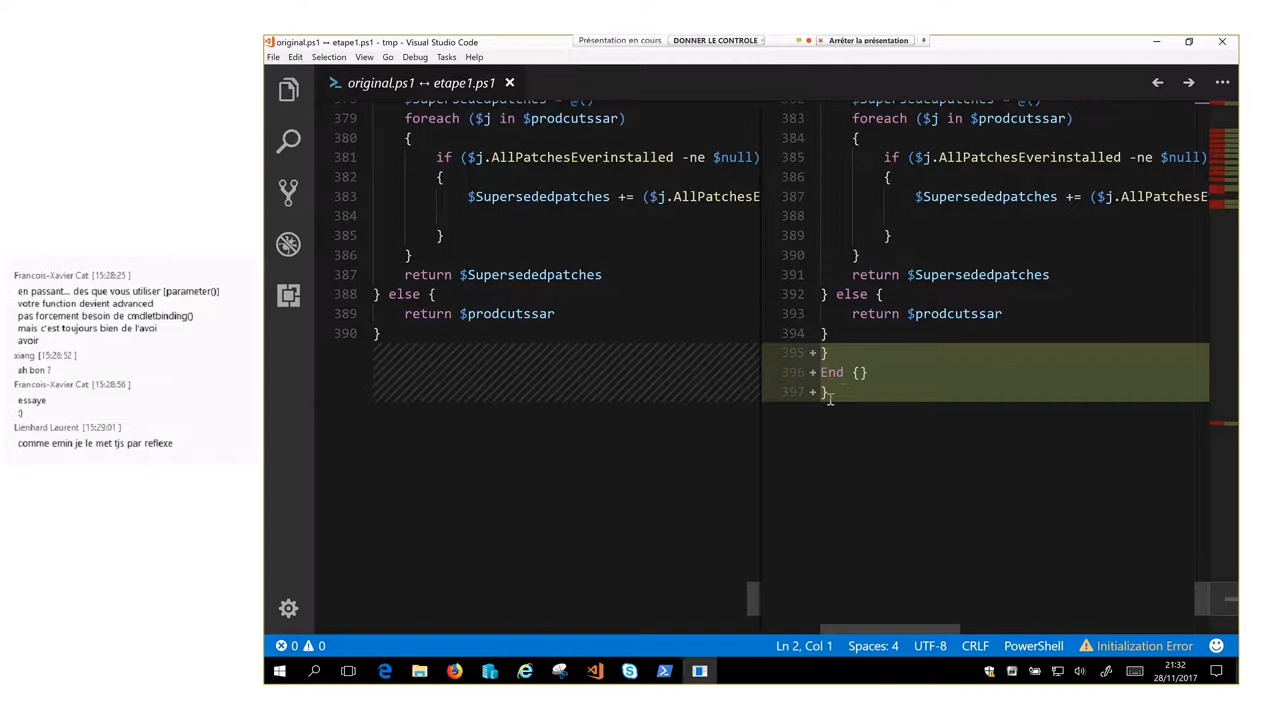 original.ps1 ↔ etape1.ps1 - tmp - Visual Studio Code
Présentation en cours
DONNER LE CONTROLE
Arrêter la présentation
File Edit Selection View Go Debug Tasks Help
original.ps1 ↔ etape1.ps1
$Supersededpatches = @()
379 foreach ($j in $prodcutssar)
380 {
381 if ($j.AllPatchesEverinstalled -ne $null)
382 {
383 $Supersededpatches += ($j.AllPatchesE
384
385 }
386 }
387 return $Supersededpatches
388 } else {
389 return $prodcutssar
390 }
$Supersededpatches = @()
383 foreach ($j in $prodcutssar)
384 {
385 if ($j.AllPatchesEverinstalled -ne $null)
386 {
387 $Supersededpatches += ($j.AllPatchesE
388
389 }
390 }
391 return $Supersededpatches
392 } else {
393 return $prodcutssar
394 }
395 + }
396 + End {}
397 + }
Francois-Xavier Cat [15:28:25]
en passant... des que vous utiliser [parameter()]
votre function devient advanced
pas forcement besoin de cmdletbinding()
mais c'est toujours bien de l'avoi
avoir
xiang [15:28:52]
ah bon ?
Francois-Xavier Cat [15:28:56]
essaye
:)
Lienhard Laurent [15:29:01]
comme emin je le met tjs par reflexe
0 0
Ln 2, Col 1 Spaces: 4 UTF-8 CRLF PowerShell Initialization Error
21:32
28/11/2017